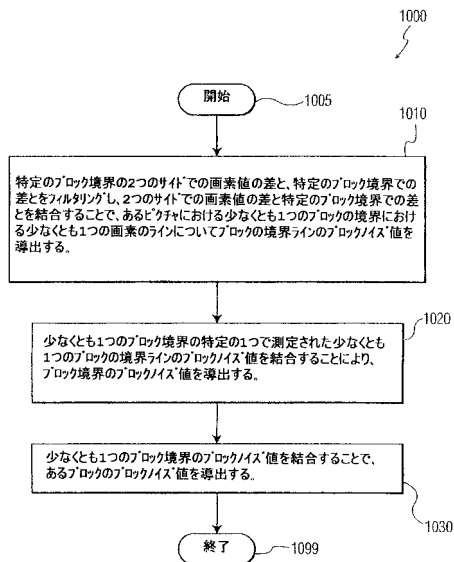 1000
開始
1005
1010
特定のブロック境界の2つのサイドでの画素値の差と、特定のブロック境界での
差とをフィルタリングし、2つのサイドでの画素値の差と特定のブロック境界での差
とを結合することで、あるピクチャにおける少なくとも1つのブロックの境界におけ
る少なくとも1つの画素のラインについてブロックの境界ラインのブロックノイズ値を
導出する。
1020
少なくとも1つのブロック境界の特定の1つで測定された少なくとも
1つのブロックの境界ラインのブロックノイズ値を結合することにより、
ブロック境界のブロックノイズ値を導出する。
少なくとも1つのブロック境界のブロックノイズ値を結合することで、
あるブロックのブロックノイズ値を導出する。
1030
終了
1099